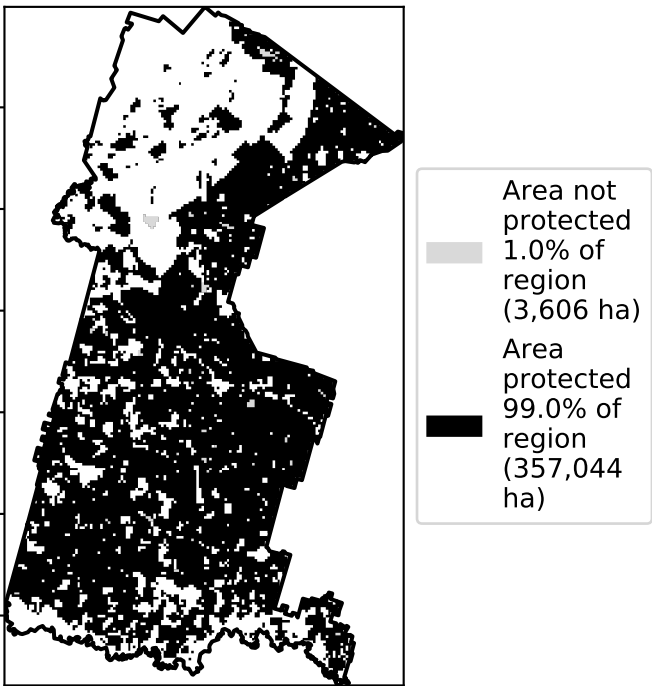 Area not
protected
1.0% of
region
(3,606 ha)
Area
protected
99.0% of
region
(357,044
ha)